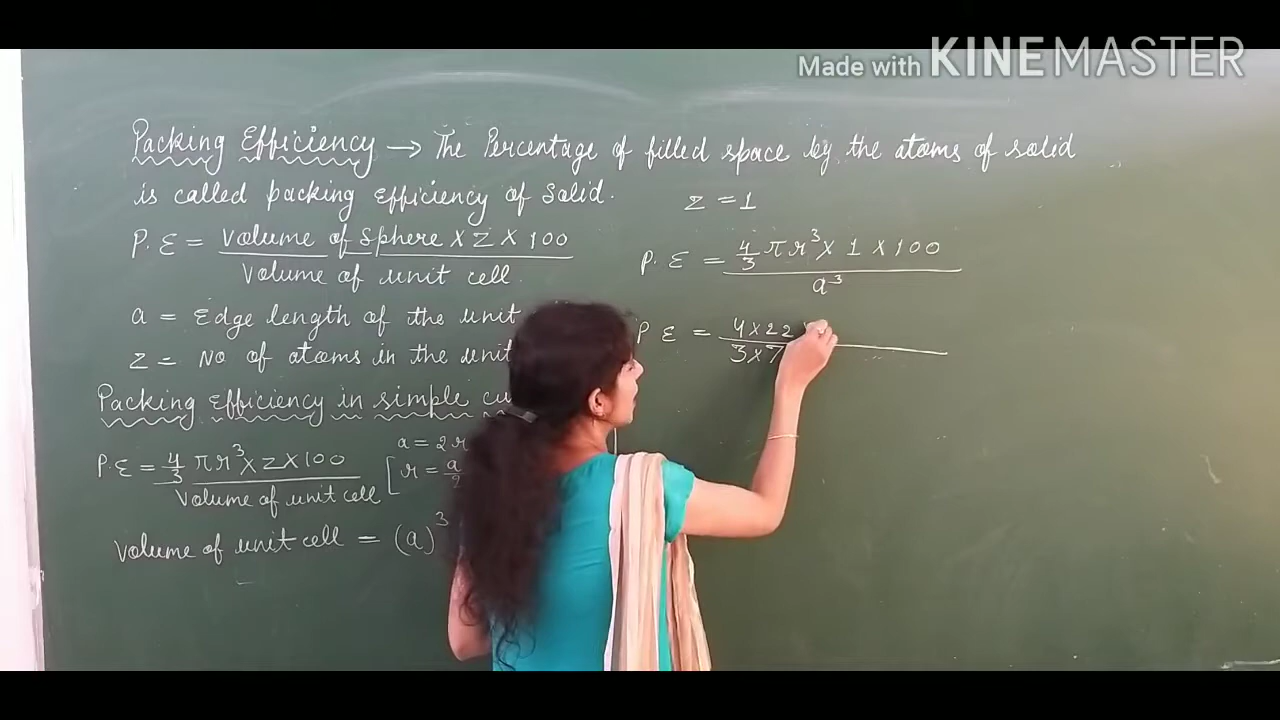 Made with KINEMASTER
Packing Efficiency → The Percentage of filled space by the atoms of solid
is called packing Efficiency of Solid.
P.E = Volume of Sphere X Z X 100
Volume of unit cell.
a = Edge length of the unit
Z = No of atoms in the unit
Packing Efficiency in simple cu
P.E = 4/3 πr³ X Z X 100
Volume of unit cell
[a = 2r
r = a/2
Volume of unit cell = (a)³
Z = 1
P.E = 4/3 πr³ X 1 X 100
a³
P E = 4 X 22
3 X 7